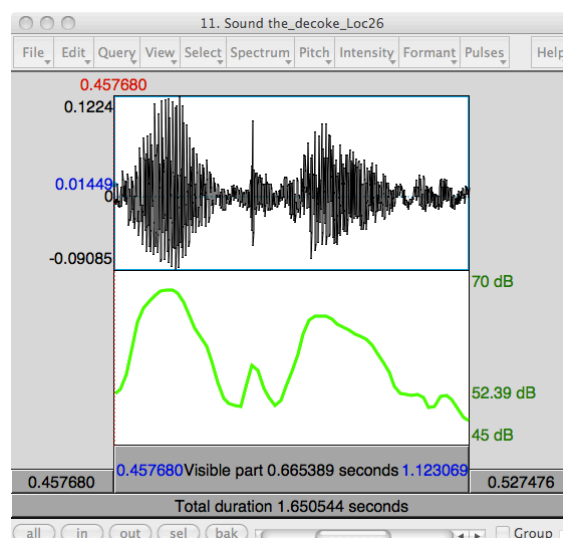 11. Sound the_decoke_Loc26
File Edit Query View Select Spectrum Pitch Intensity Formant Pulses Help
0.457680
0.1224
0.01449
0
-0.09085
70 dB
52.39 dB
45 dB
0.457680 0.457680 Visible part 0.665389 seconds 1.123069 0.527476
Total duration 1.650544 seconds
all in out sel bak Group